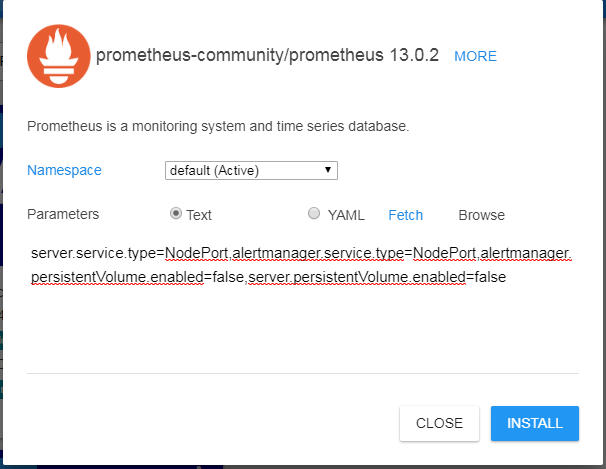 prometheus-community/prometheus 13.0.2 MORE
Prometheus is a monitoring system and time series database.
Namespace default (Active)
Parameters Text YAML Fetch Browse
server.service.type=NodePort,alertmanager.service.type=NodePort,alertmanager.
persistentVolume.enabled=false,server.persistentVolume.enabled=false
CLOSE INSTALL